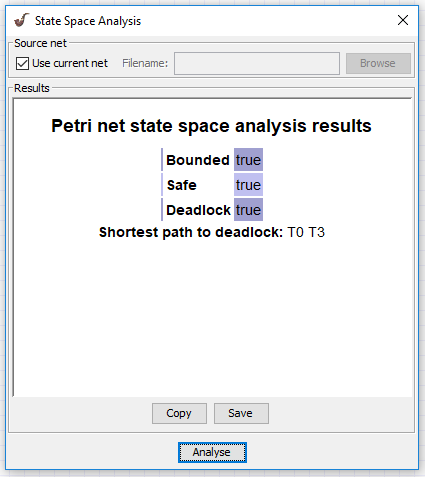 State Space Analysis
Source net
Use current net Filename: Browse
Results
Petri net state space analysis results
Bounded true
Safe true
Deadlock true
Shortest path to deadlock: T0 T3
Copy Save
Analyse